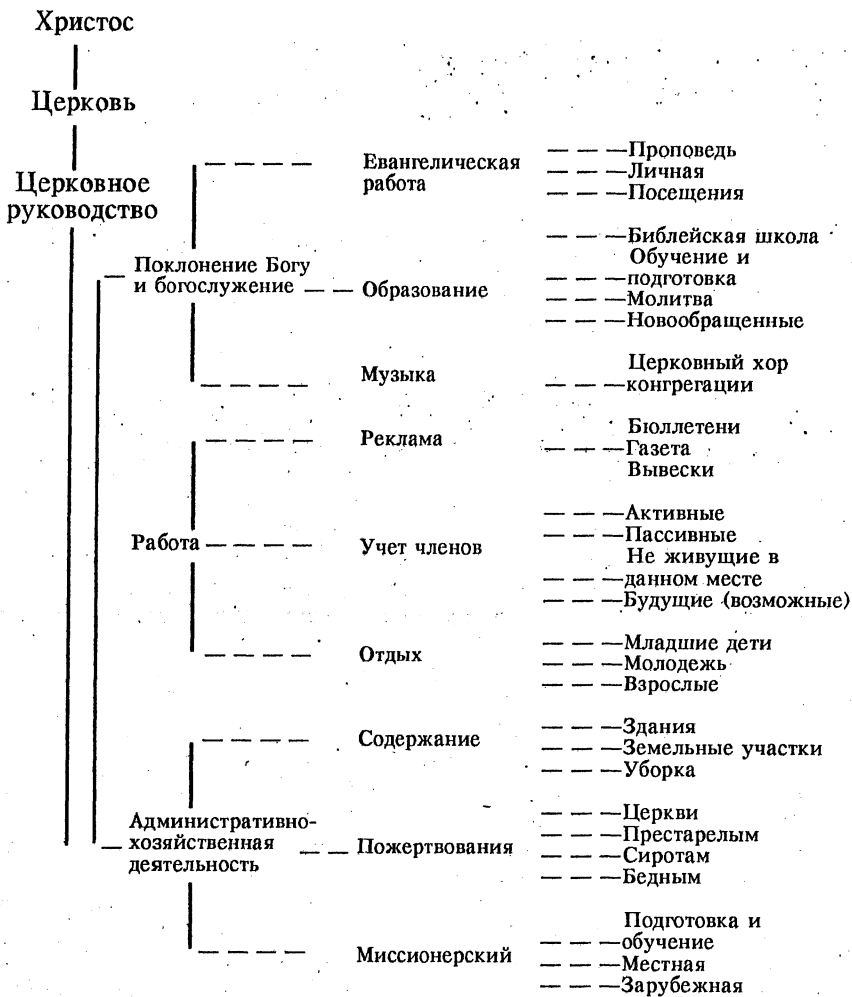 Христос
Церковь
Церковное
руководство
Поклонение Богу
и богослужение
Евангелическая
работа
Проповедь
Личная
Посещения
Образование
Библейская школа
Обучение и
подготовка
Молитва
Новообращенные
Музыка
Церковный хор
конгрегации
Работа
Реклама
Бюллетени
Газета
Вывески
Учет членов
Активные
Пассивные
Не живущие в
данном месте
Будущие (возможные)
Отдых
Младшие дети
Молодежь
Взрослые
Административно-
хозяйственная
деятельность
Содержание
Здания
Земельные участки
Уборка
Пожертвования
Церкви
Престарелым
Сиротам
Бедным
Миссионерский
Подготовка и
обучение
Местная
Зарубежная